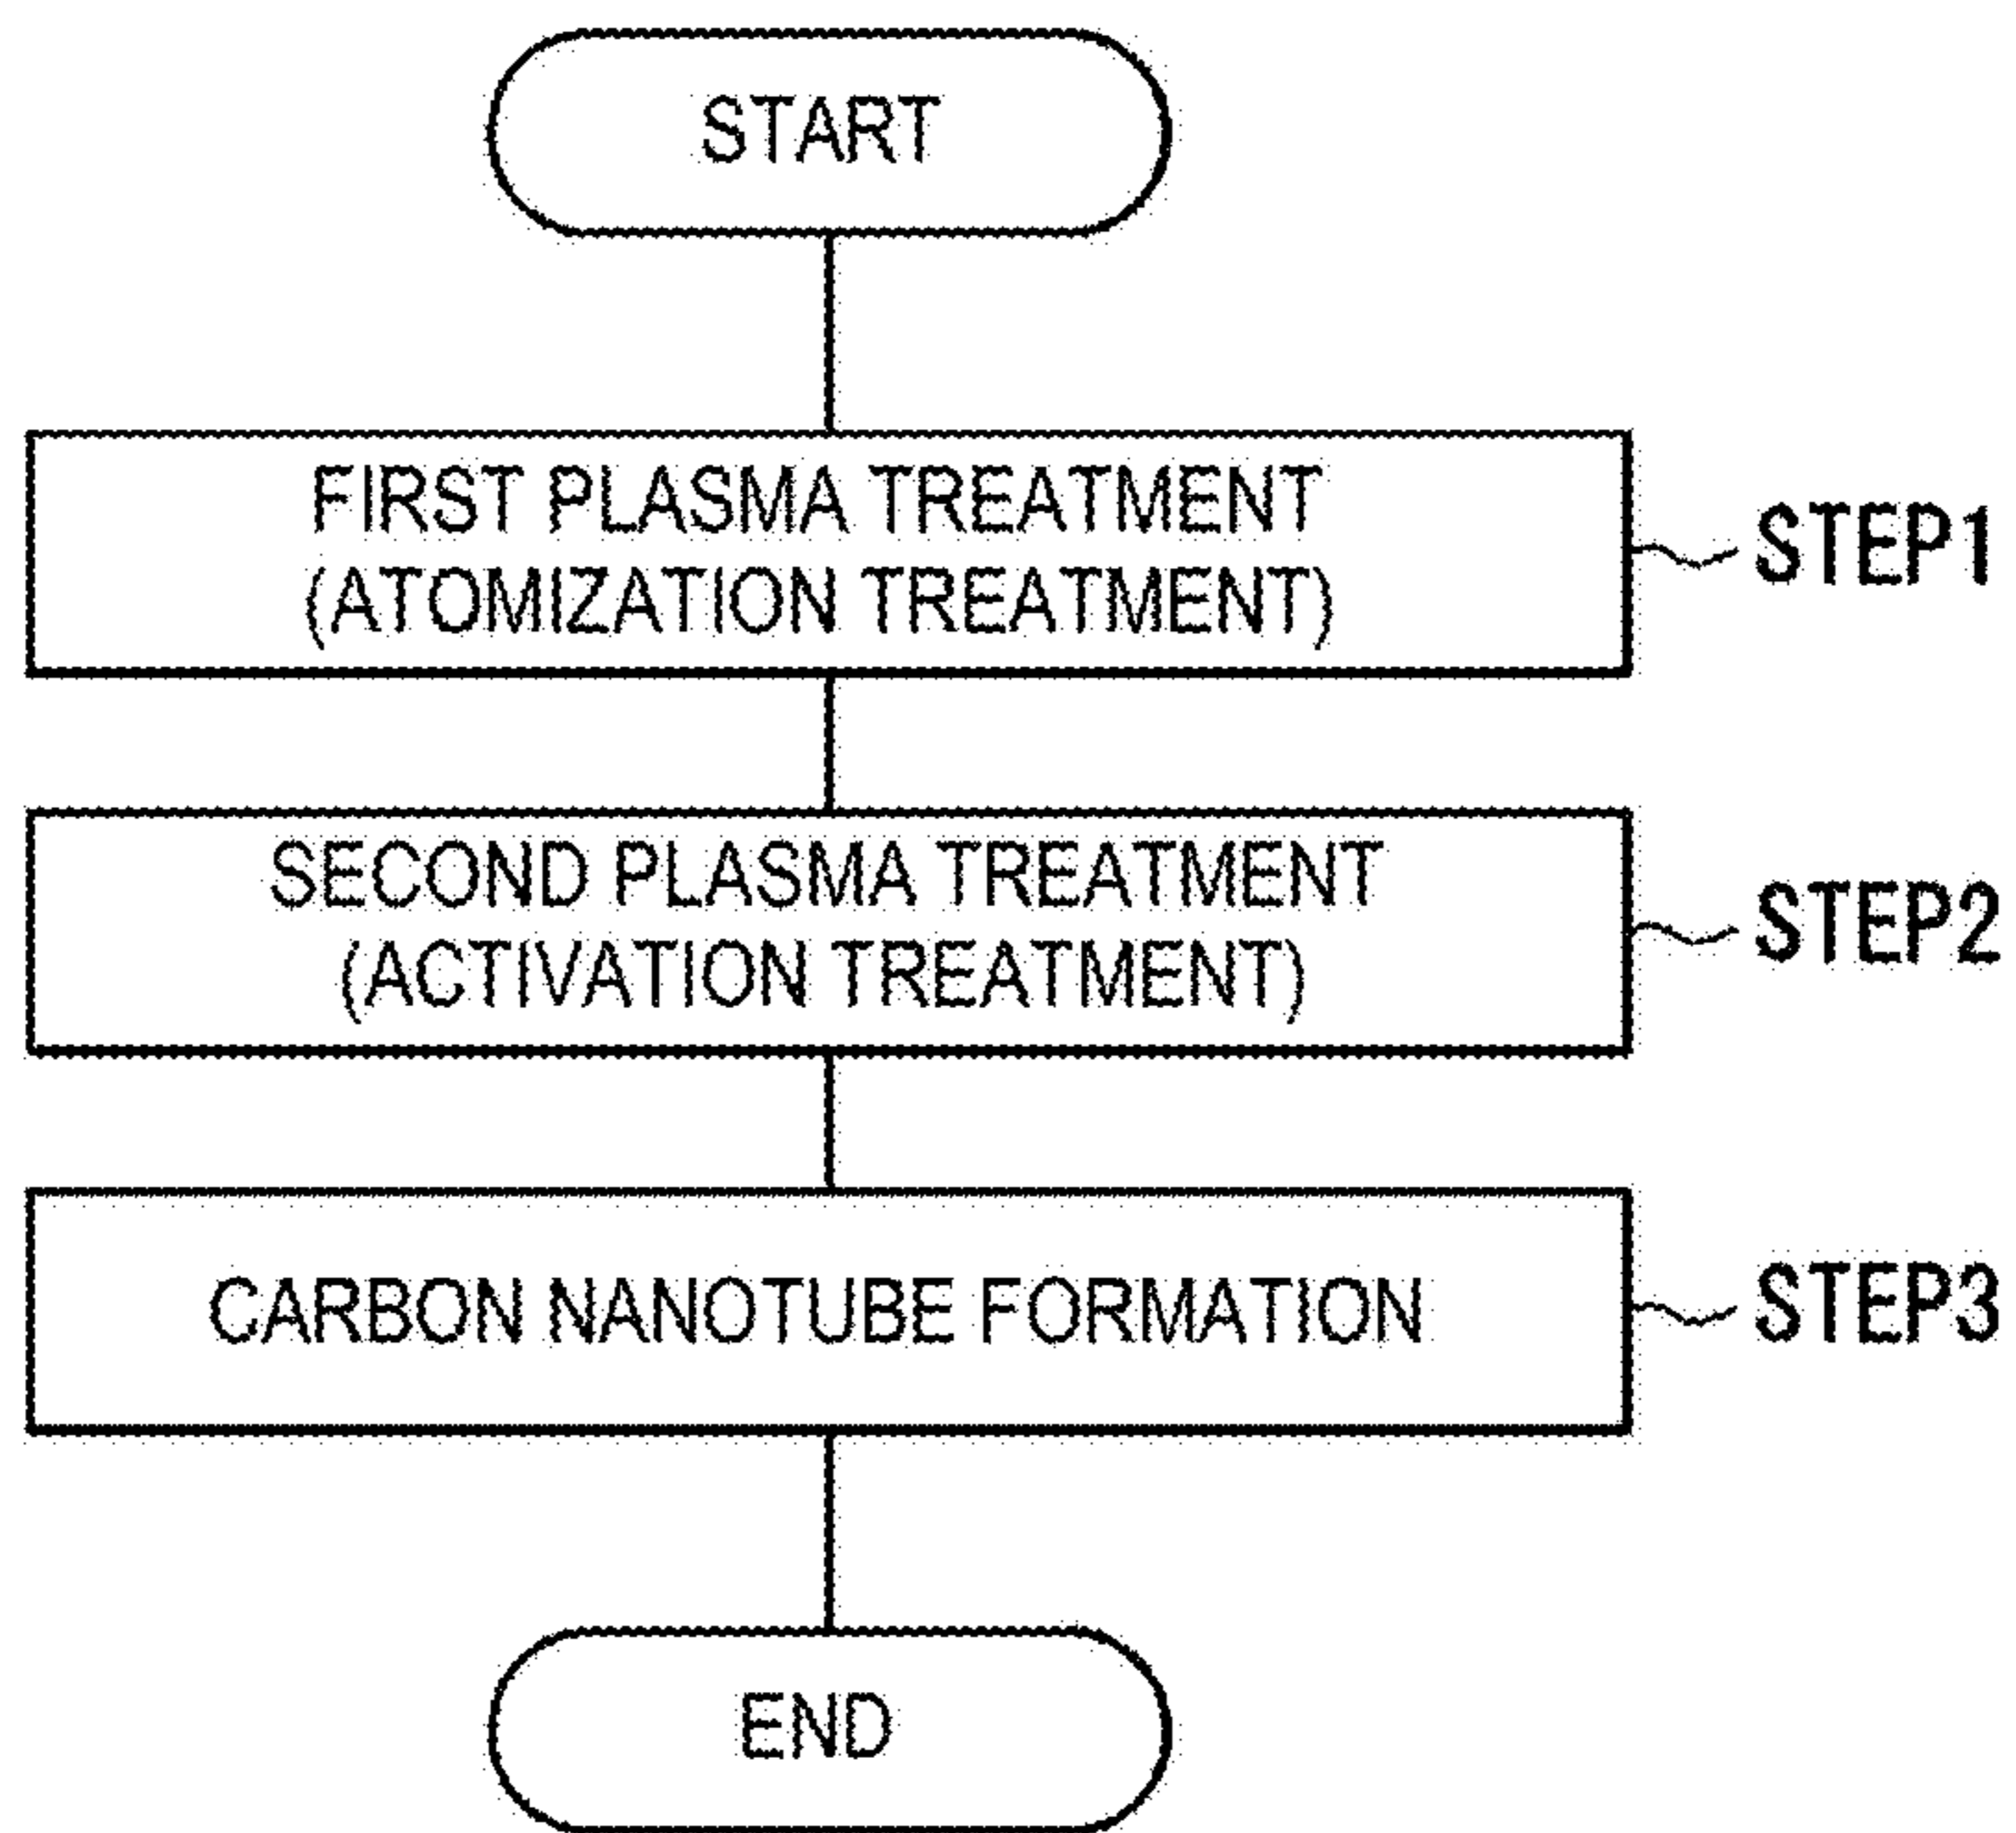 START
FIRST PLASMA TREATMENT
(ATOMIZATION TREATMENT)
STEP1
SECOND PLASMA TREATMENT
(ACTIVATION TREATMENT)
STEP2
CARBON NANOTUBE FORMATION
STEP3
END